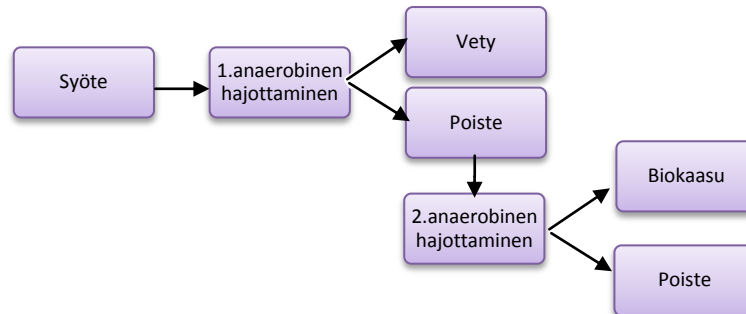 Syöte
1.anaerobinen
hajottaminen
Vety
Poiste
2.anaerobinen
hajottaminen
Biokaasu
Poiste